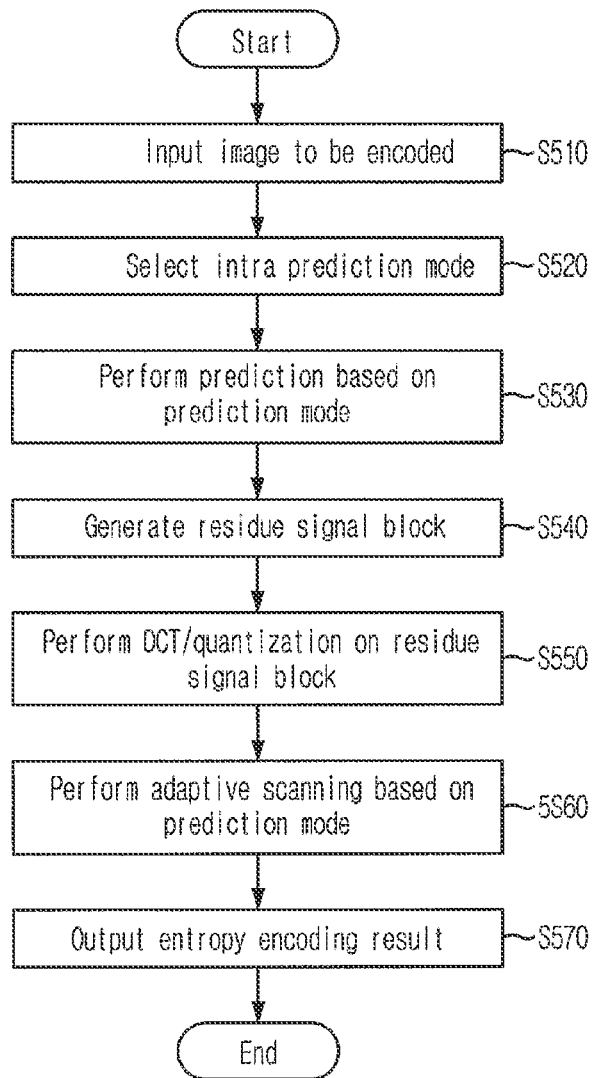 Start
Input image to be encoded
S510
Select intra prediction mode
S520
Perform prediction based on
prediction mode
S530
Generate residue signal block
S540
Perform DCT/quantization on residue
signal block
S550
Perform adaptive scanning based on
prediction mode
5S60
Output entropy encoding result
S570
End